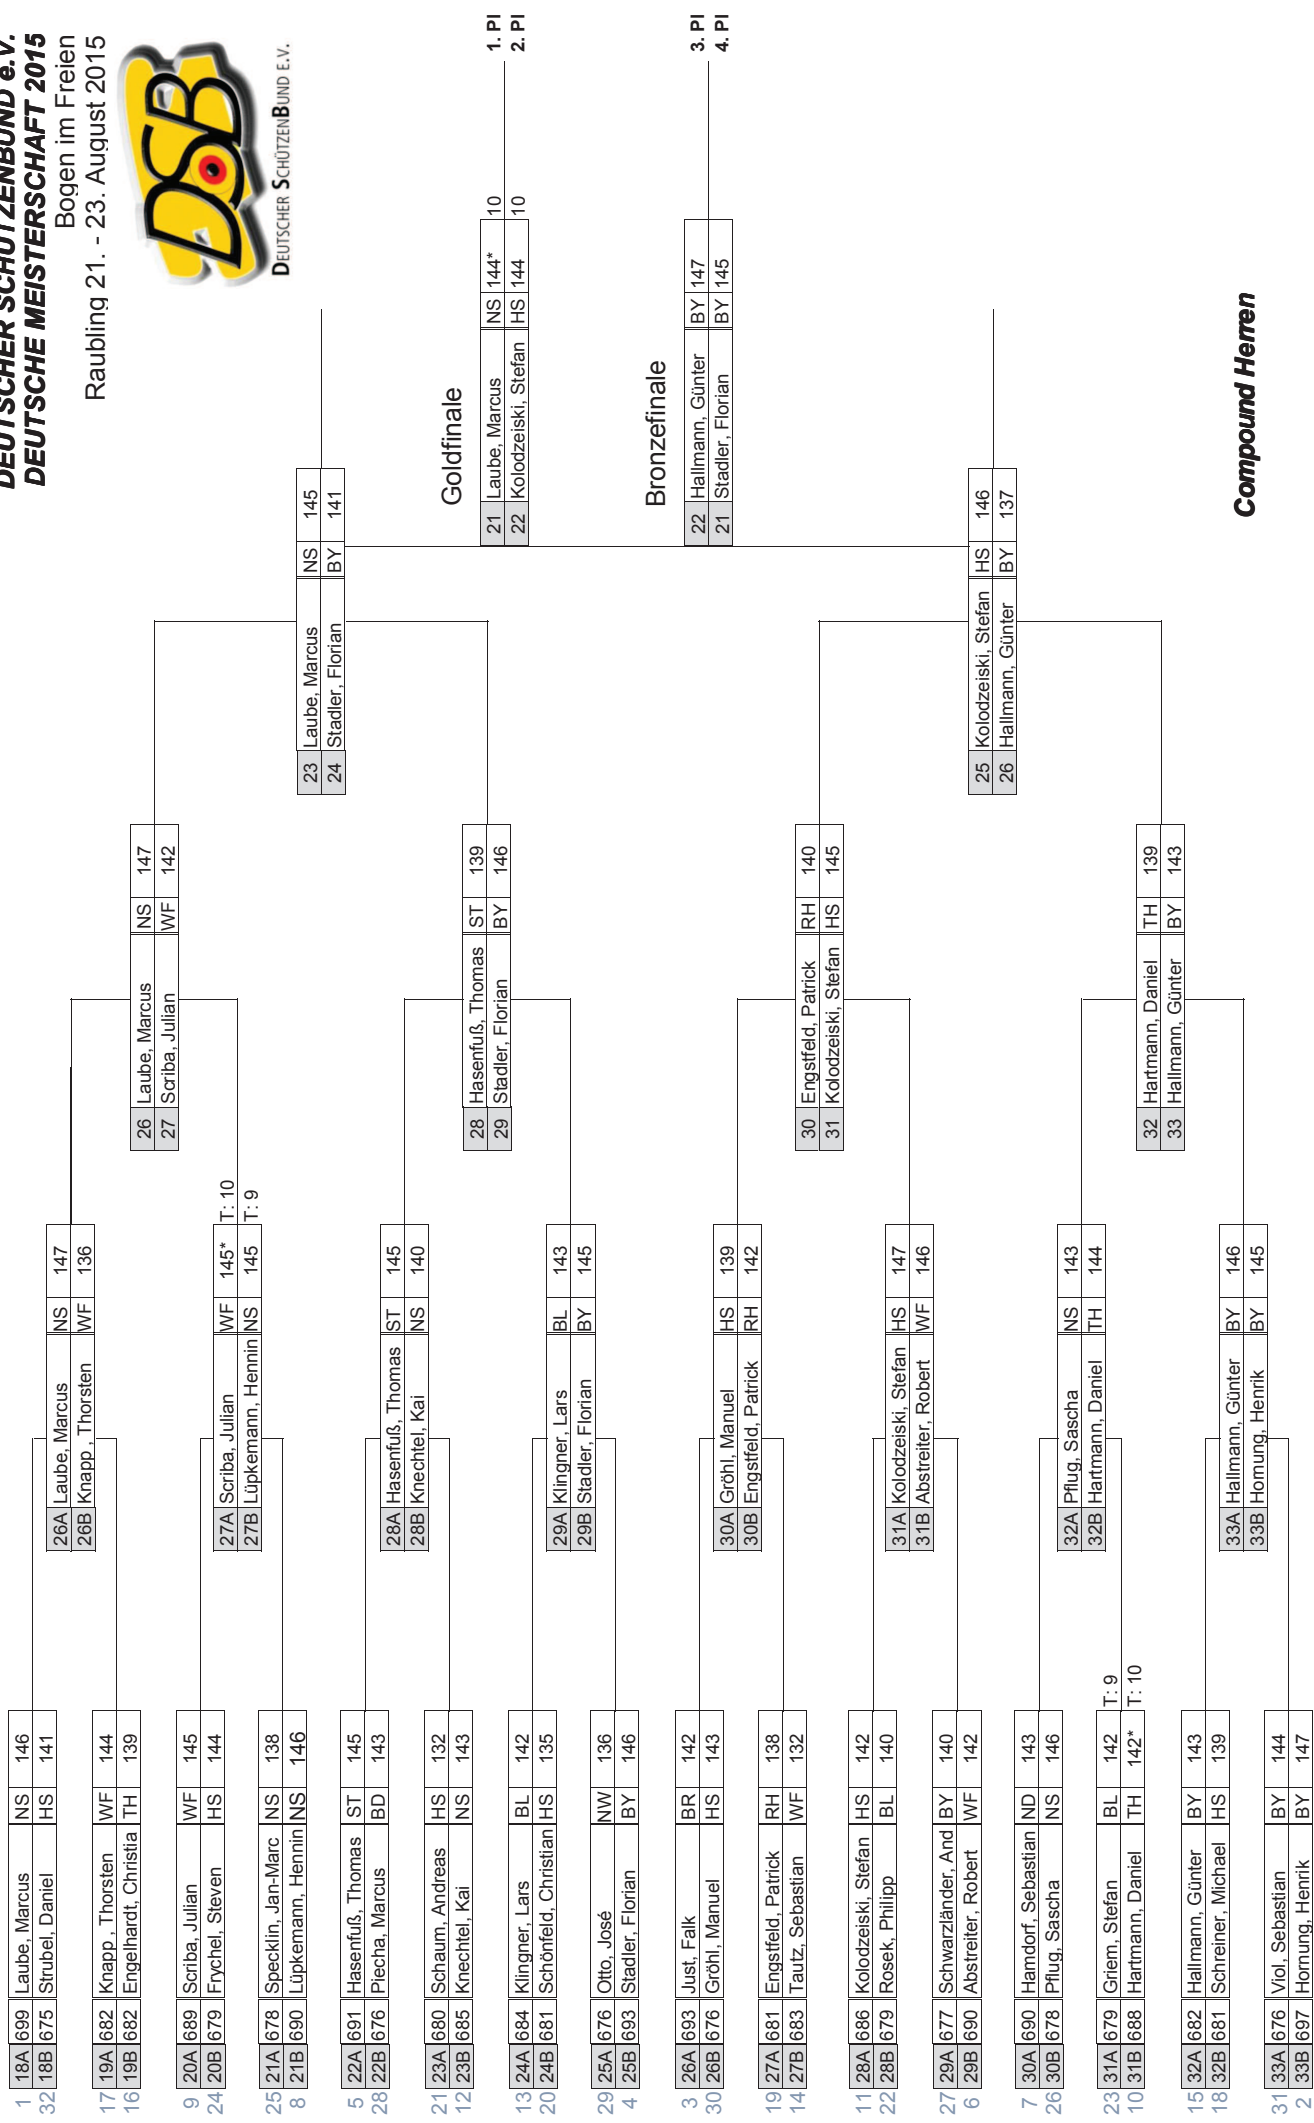 DEUTSCHER SCHÜTZENBUND e.V.
DEUTSCHE MEISTERSCHAFT 2015
Bogen im Freien
Raubling 21. - 23. August 2015
DSB
DEUTSCHER SCHÜTZENBUND E.V.
1 18A 699 Laube, Marcus NS 146
32 18B 675 Strubel, Daniel HS 141
17 19A 682 Knapp , Thorsten WF 144
16 19B 682 Engelhardt, Christia TH 139
9 20A 689 Scriba, Julian WF 145
24 20B 679 Frychel, Steven HS 144
25 21A 678 Specklin, Jan-Marc NS 138
8 21B 690 Lüpkemann, Hennin NS 146
5 22A 691 Hasenfuß, Thomas ST 145
28 22B 676 Piecha, Marcus BD 143
21 23A 680 Schaum, Andreas HS 132
12 23B 685 Knechtel, Kai NS 143
13 24A 684 Klingner, Lars BL 142
20 24B 681 Schönfeld, Christian HS 135
29 25A 676 Otto, José NW 136
4 25B 693 Stadler, Florian BY 146
3 26A 693 Just, Falk BR 142
30 26B 676 Gröhl, Manuel HS 143
19 27A 681 Engstfeld, Patrick RH 138
14 27B 683 Tautz, Sebastian WF 132
11 28A 686 Kolodzeiski, Stefan HS 142
22 28B 679 Rosek, Philipp BL 140
27 29A 677 Schwarzländer, And BY 140
6 29B 690 Abstreiter, Robert WF 142
7 30A 690 Hamdorf, Sebastian ND 143
26 30B 678 Pflug, Sascha NS 146
23 31A 679 Griem, Stefan BL 142 T: 9
10 31B 688 Hartmann, Daniel TH 142* T: 10
15 32A 682 Hallmann, Günter BY 143
18 32B 681 Schreiner, Michael HS 139
31 33A 676 Viol, Sebastian BY 144
2 33B 697 Hornung, Henrik BY 147
26A Laube, Marcus NS 147
26B Knapp , Thorsten WF 136
27A Scriba, Julian WF 145* T: 10
27B Lüpkemann, Hennin NS 145 T: 9
28A Hasenfuß, Thomas ST 145
28B Knechtel, Kai NS 140
29A Klingner, Lars BL 143
29B Stadler, Florian BY 145
30A Gröhl, Manuel HS 139
30B Engstfeld, Patrick RH 142
31A Kolodzeiski, Stefan HS 147
31B Abstreiter, Robert WF 146
32A Pflug, Sascha NS 143
32B Hartmann, Daniel TH 144
33A Hallmann, Günter BY 146
33B Hornung, Henrik BY 145
26 Laube, Marcus NS 147
27 Scriba, Julian WF 142
28 Hasenfuß, Thomas ST 139
29 Stadler, Florian BY 146
30 Engstfeld, Patrick RH 140
31 Kolodzeiski, Stefan HS 145
32 Hartmann, Daniel TH 139
33 Hallmann, Günter BY 143
23 Laube, Marcus NS 145
24 Stadler, Florian BY 141
25 Kolodzeiski, Stefan HS 146
26 Hallmann, Günter BY 137
Goldfinale
21 Laube, Marcus NS 144* 10 1. Pl
22 Kolodzeiski, Stefan HS 144 10 2. Pl
Bronzefinale
22 Hallmann, Günter BY 147 3. Pl
21 Stadler, Florian BY 145 4. Pl
Compound Herren